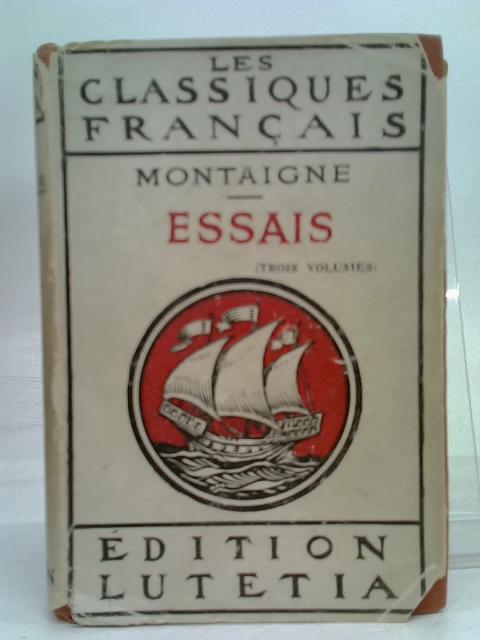 LES
CLASSIQUES
FRANÇAIS
MONTAIGNE
ESSAIS
(TROIS VOLUMES)
ÉDITION
LUTETIA